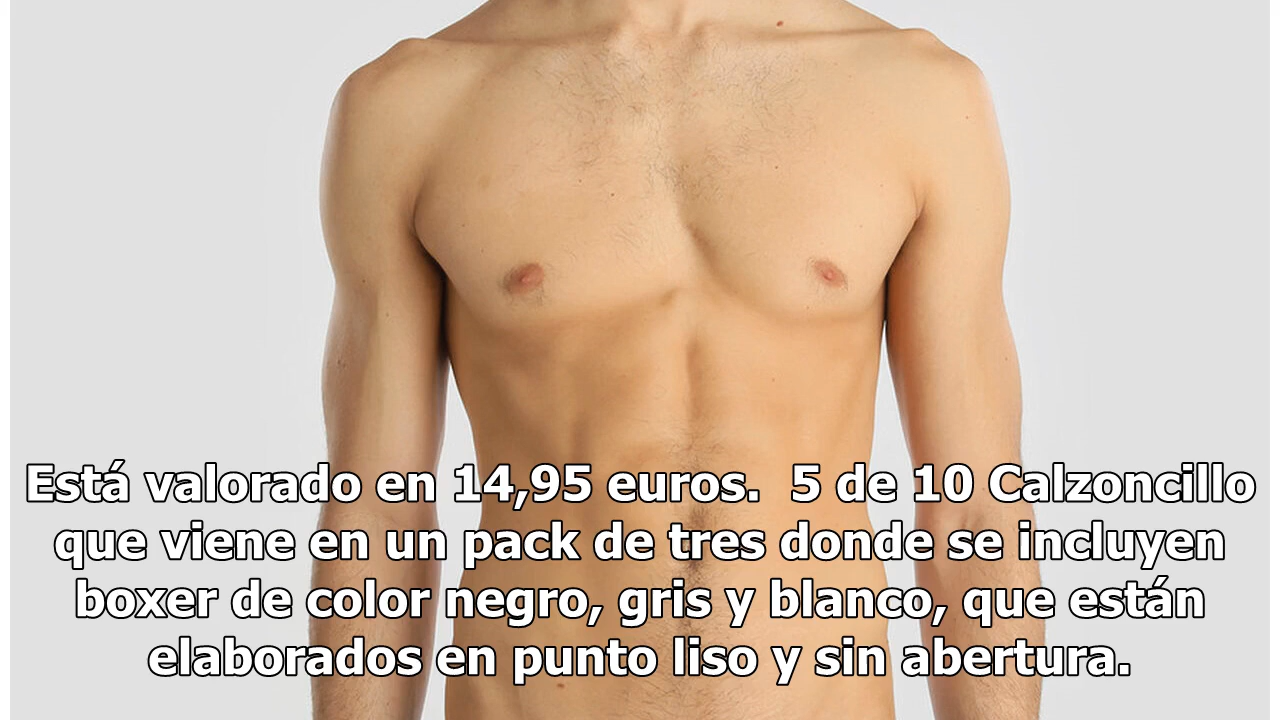 Está valorado en 14,95 euros.  5 de 10 Calzoncillo
que viene en un pack de tres donde se incluyen
boxer de color negro, gris y blanco, que están
elaborados en punto liso y sin abertura.